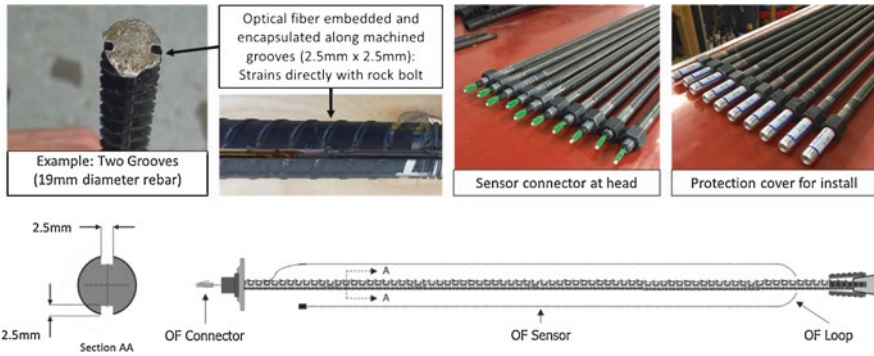 Optical fiber embedded and
encapsulated along machined
grooves (2.5mm x 2.5mm):
Strains directly with rock bolt
Example: Two Grooves
(19mm diameter rebar)
Sensor connector at head
Protection cover for install
2.5mm
A
A
2.5mm
OF Connector
OF Sensor
OF Loop
Section AA